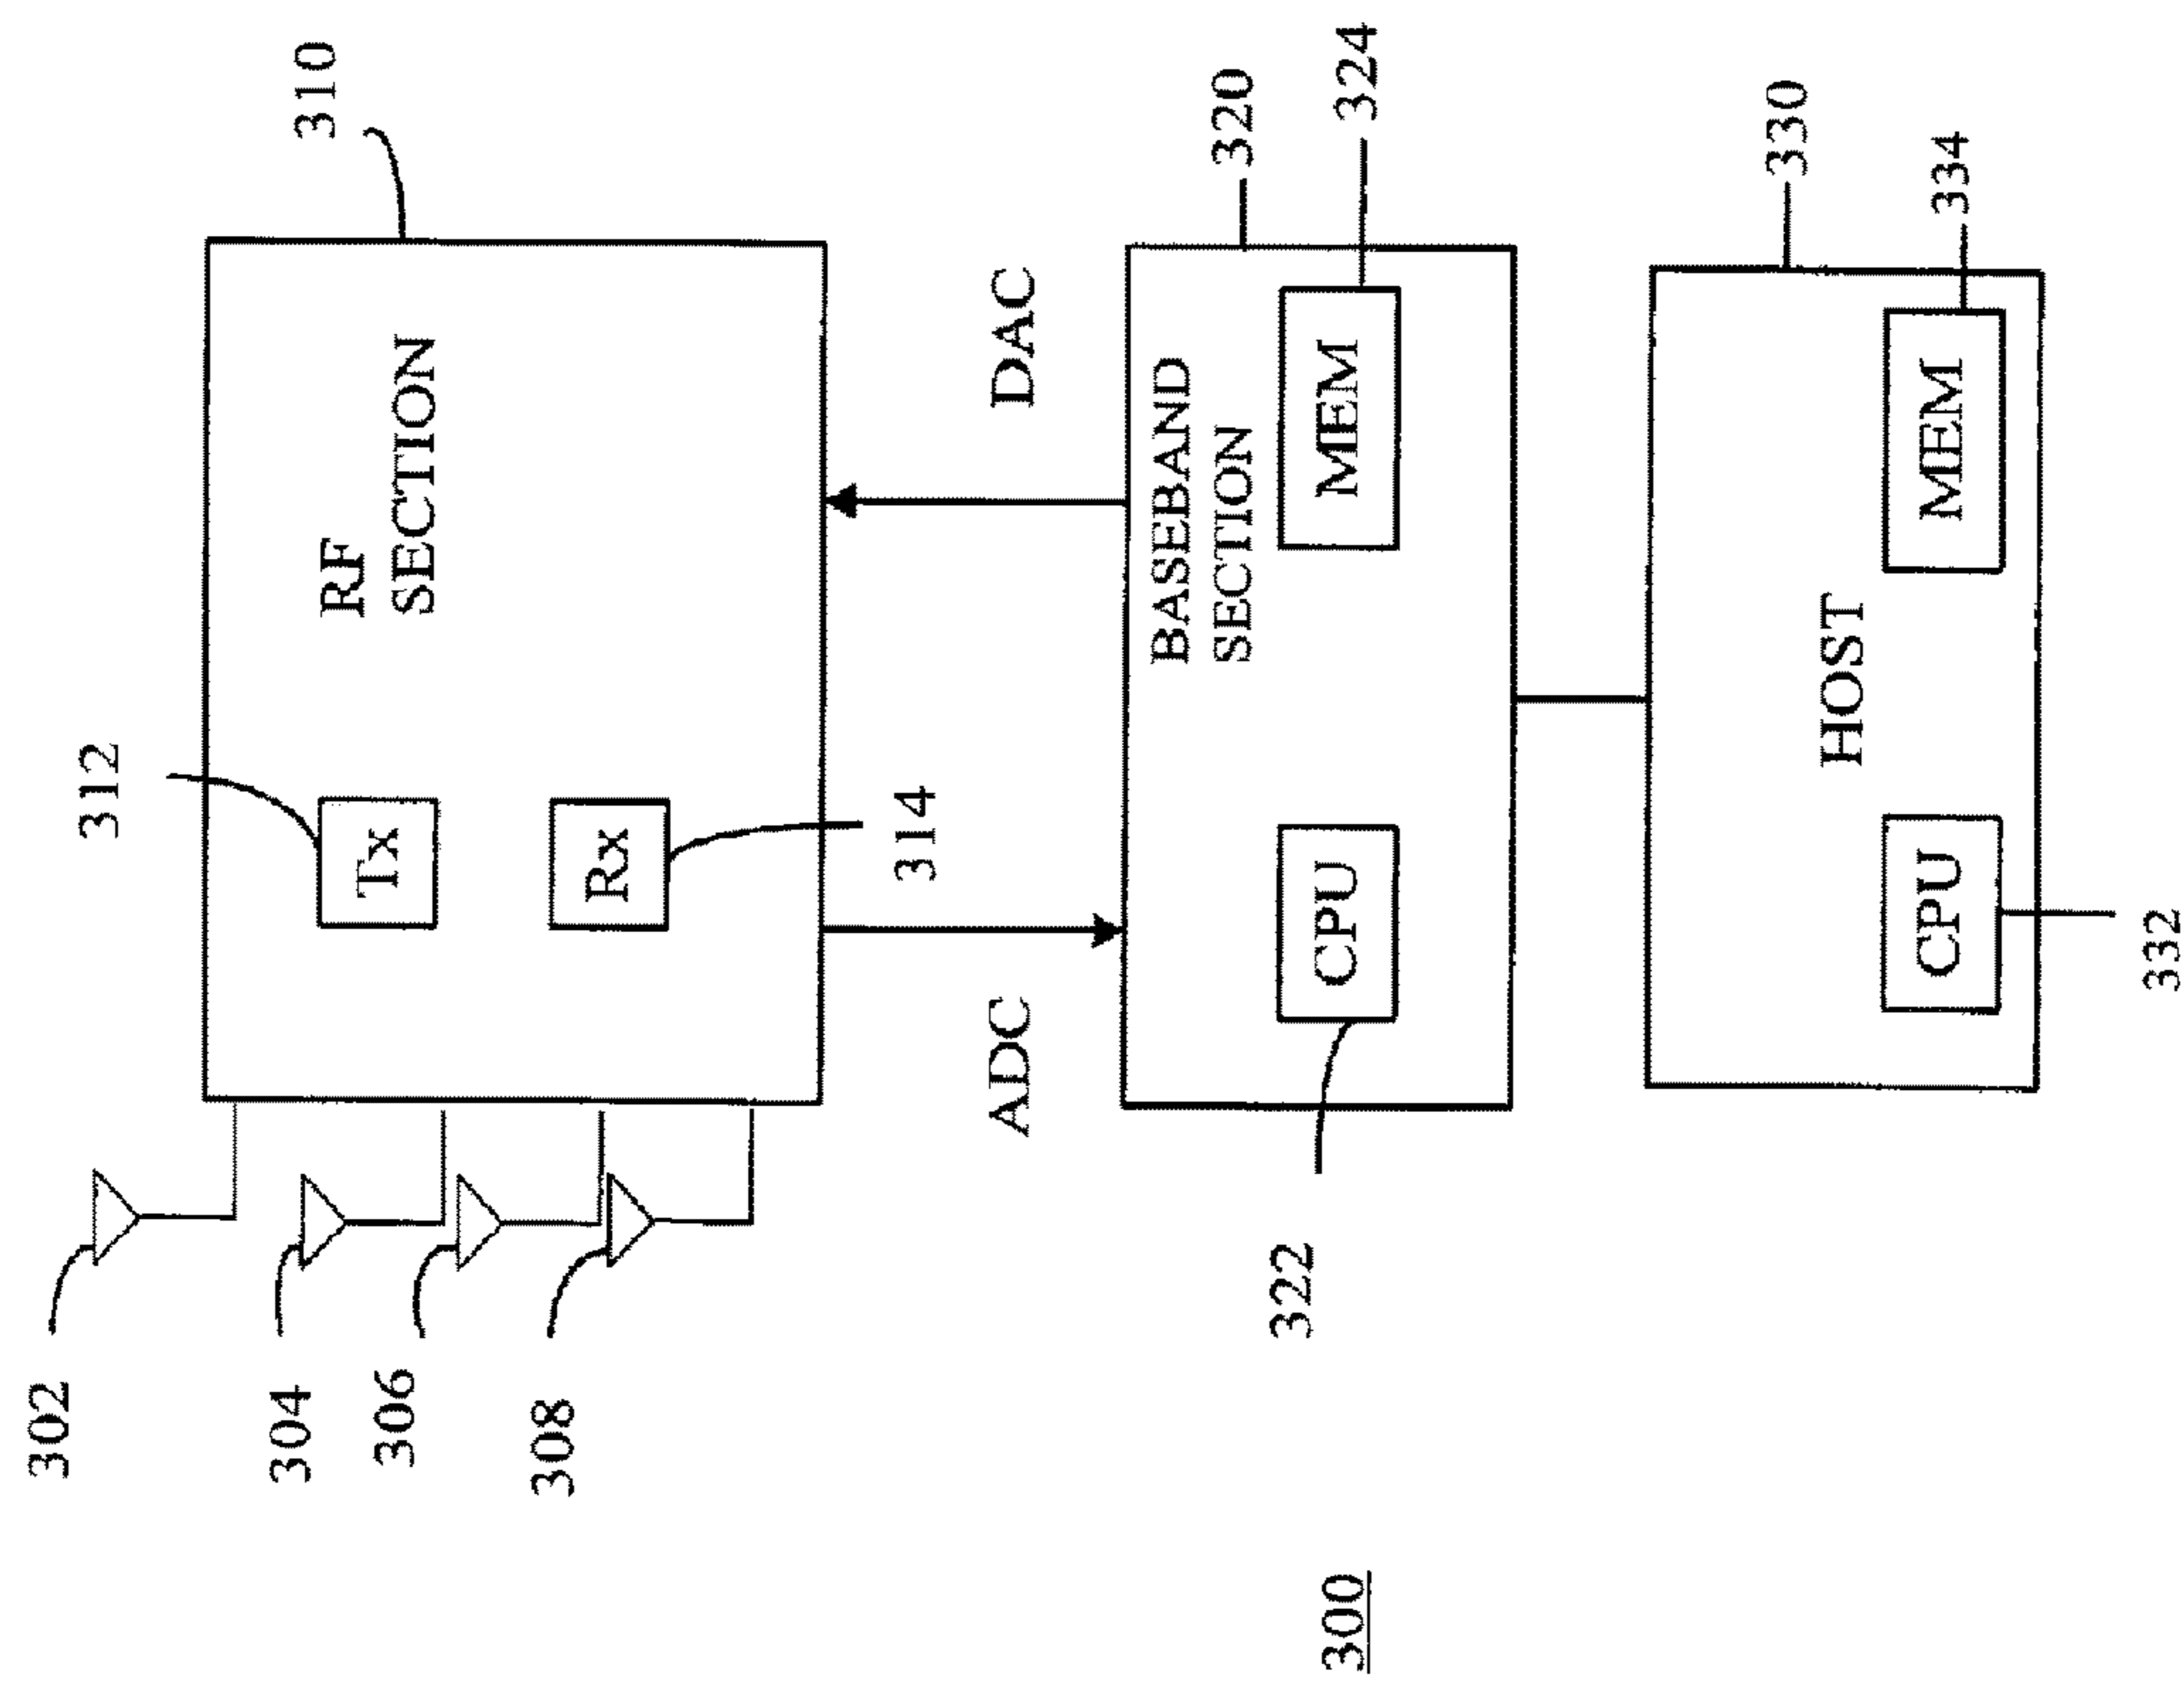 302
304
306
308
312
Tx
Rx
314
RF
SECTION
310
ADC
DAC
BASEBAND
SECTION
320
322
CPU
MEM
324
HOST
330
CPU
332
MEM
334
300